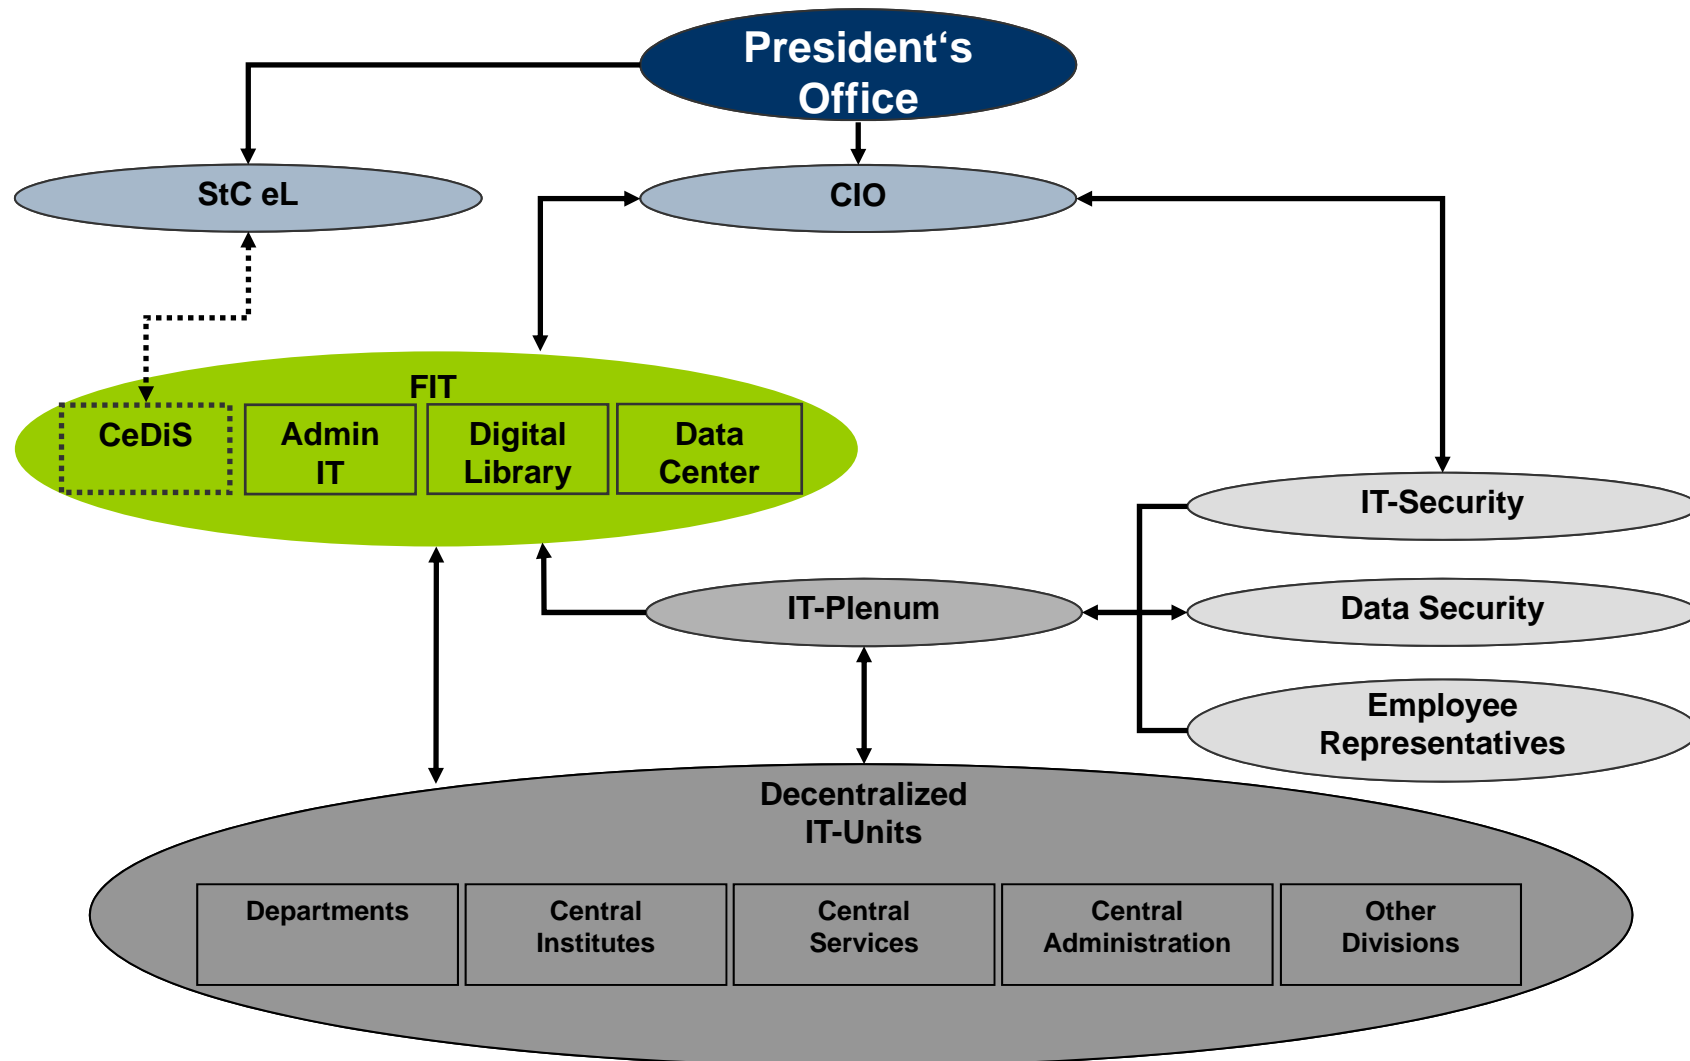 President‘s
Office
StC eL
CIO
FIT
CeDiS
Admin
IT
Digital
Library
Data
Center
IT-Security
IT-Plenum
Data Security
Employee
Representatives
Decentralized
IT-Units
Departments
Central
Institutes
Central
Services
Central
Administration
Other
Divisions